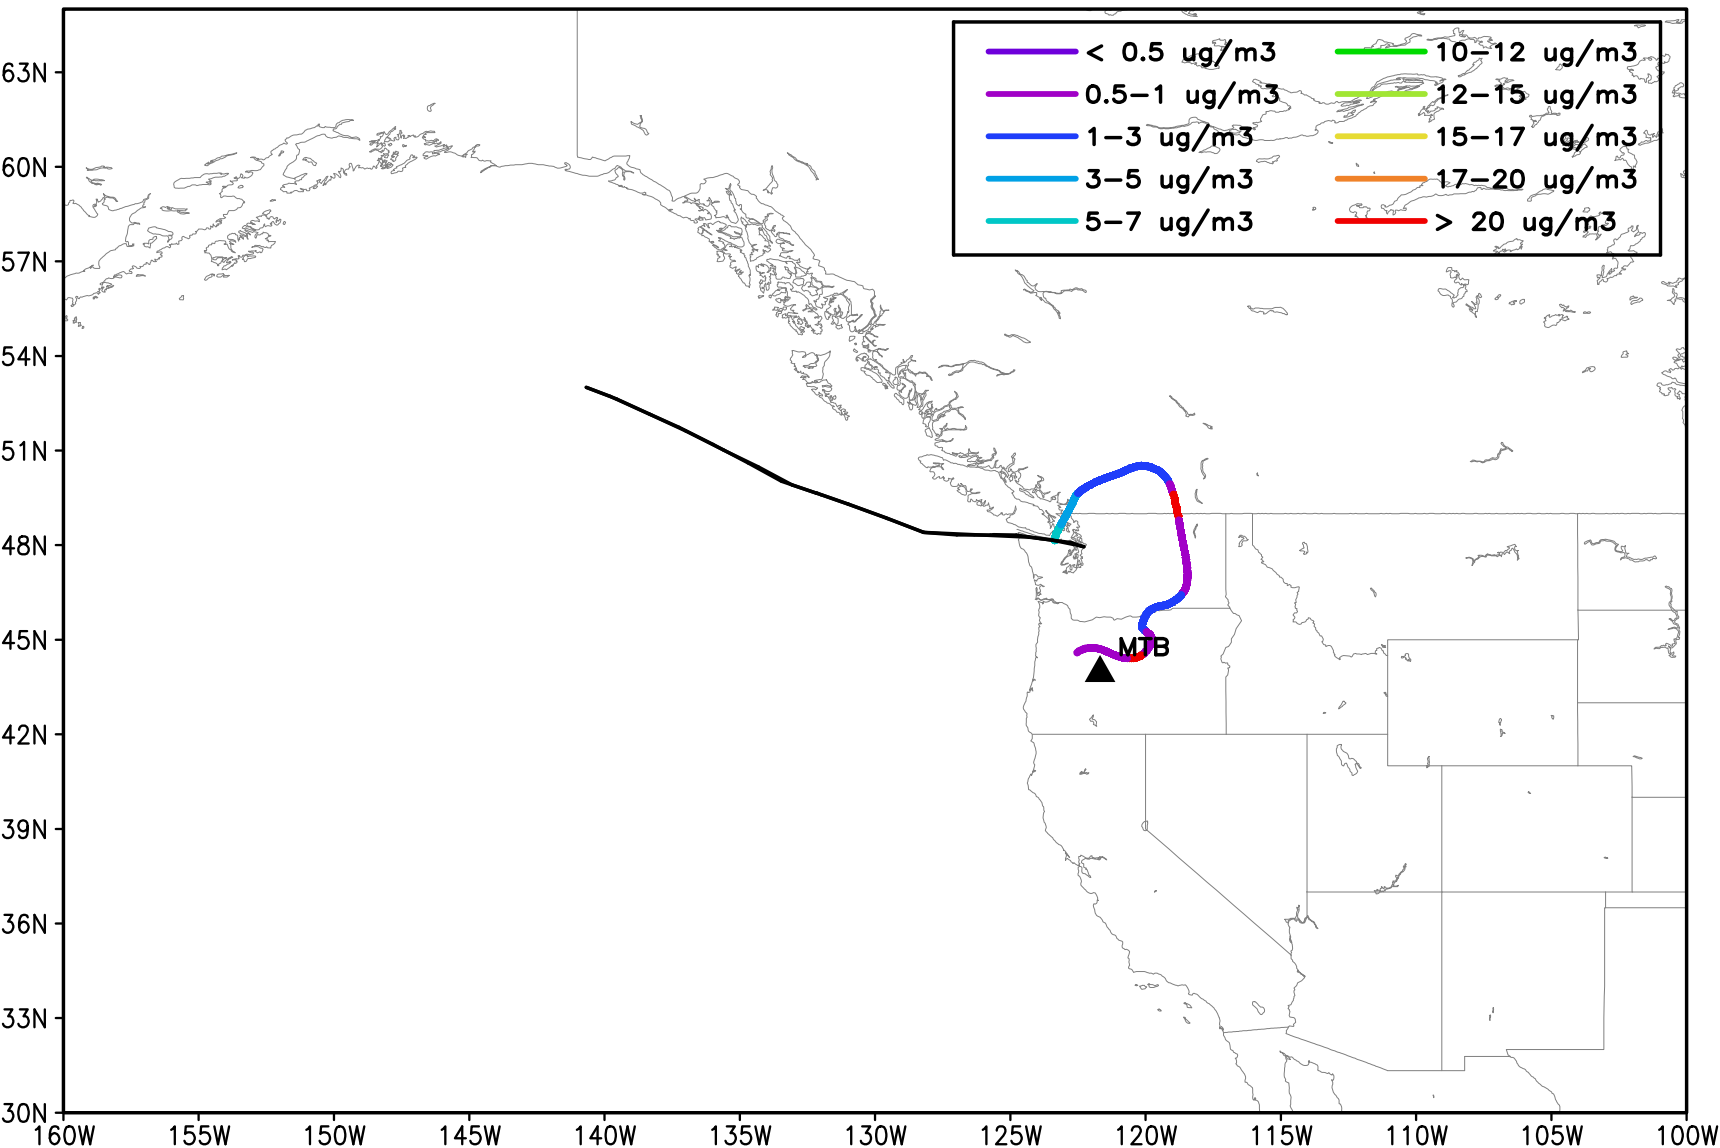 < 0.5 ug/m3
0.5-1 ug/m3
1-3 ug/m3
3-5 ug/m3
5-7 ug/m3
10-12 ug/m3
12-15 ug/m3
15-17 ug/m3
17-20 ug/m3
> 20 ug/m3
63N
60N
57N
54N
51N
48N
45N
MTB
42N
39N
36N
33N
30N
160W 155W 150W 145W 140W 135W 130W 125W 120W 115W 110W 105W 100W